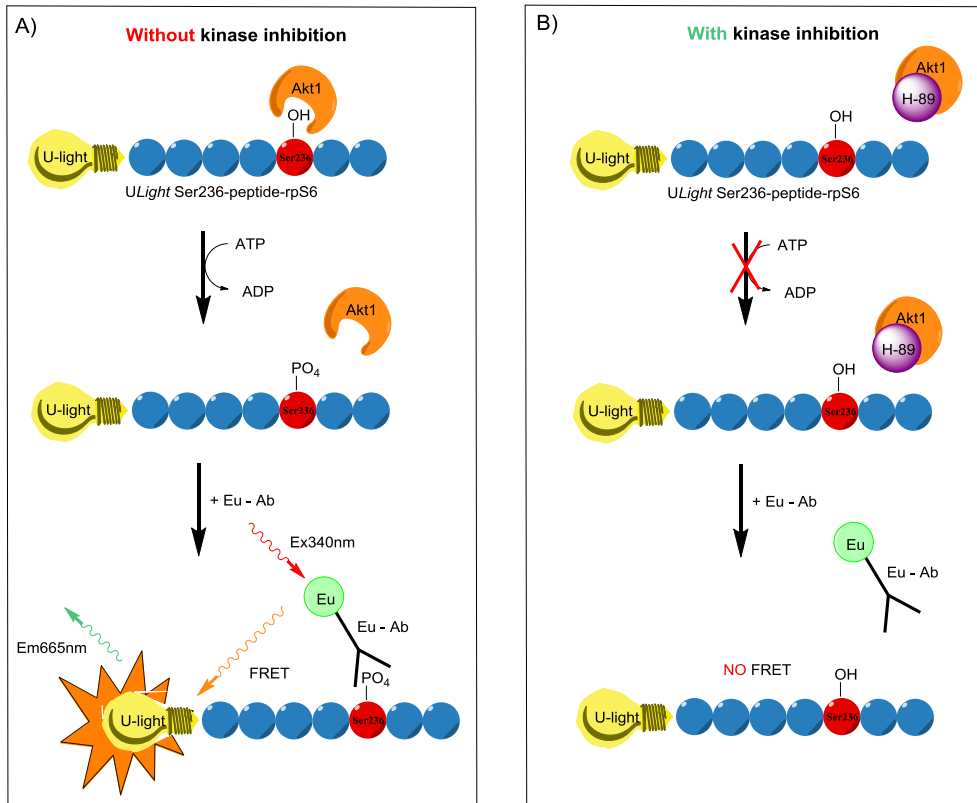 A)
Without kinase inhibition
Akt1
OH
U-light
Ser236
ULight Ser236-peptide-rpS6
ATP
ADP
Akt1
PO4
U-light
Ser236
+ Eu - Ab
Ex340nm
Eu
Eu - Ab
Em665nm
FRET
PO4
U-light
Ser236
B)
With kinase inhibition
Akt1
H-89
OH
U-light
Ser236
ULight Ser236-peptide-rpS6
ATP
ADP
Akt1
H-89
OH
U-light
Ser236
+ Eu - Ab
Eu
Eu - Ab
NO FRET
OH
U-light
Ser236